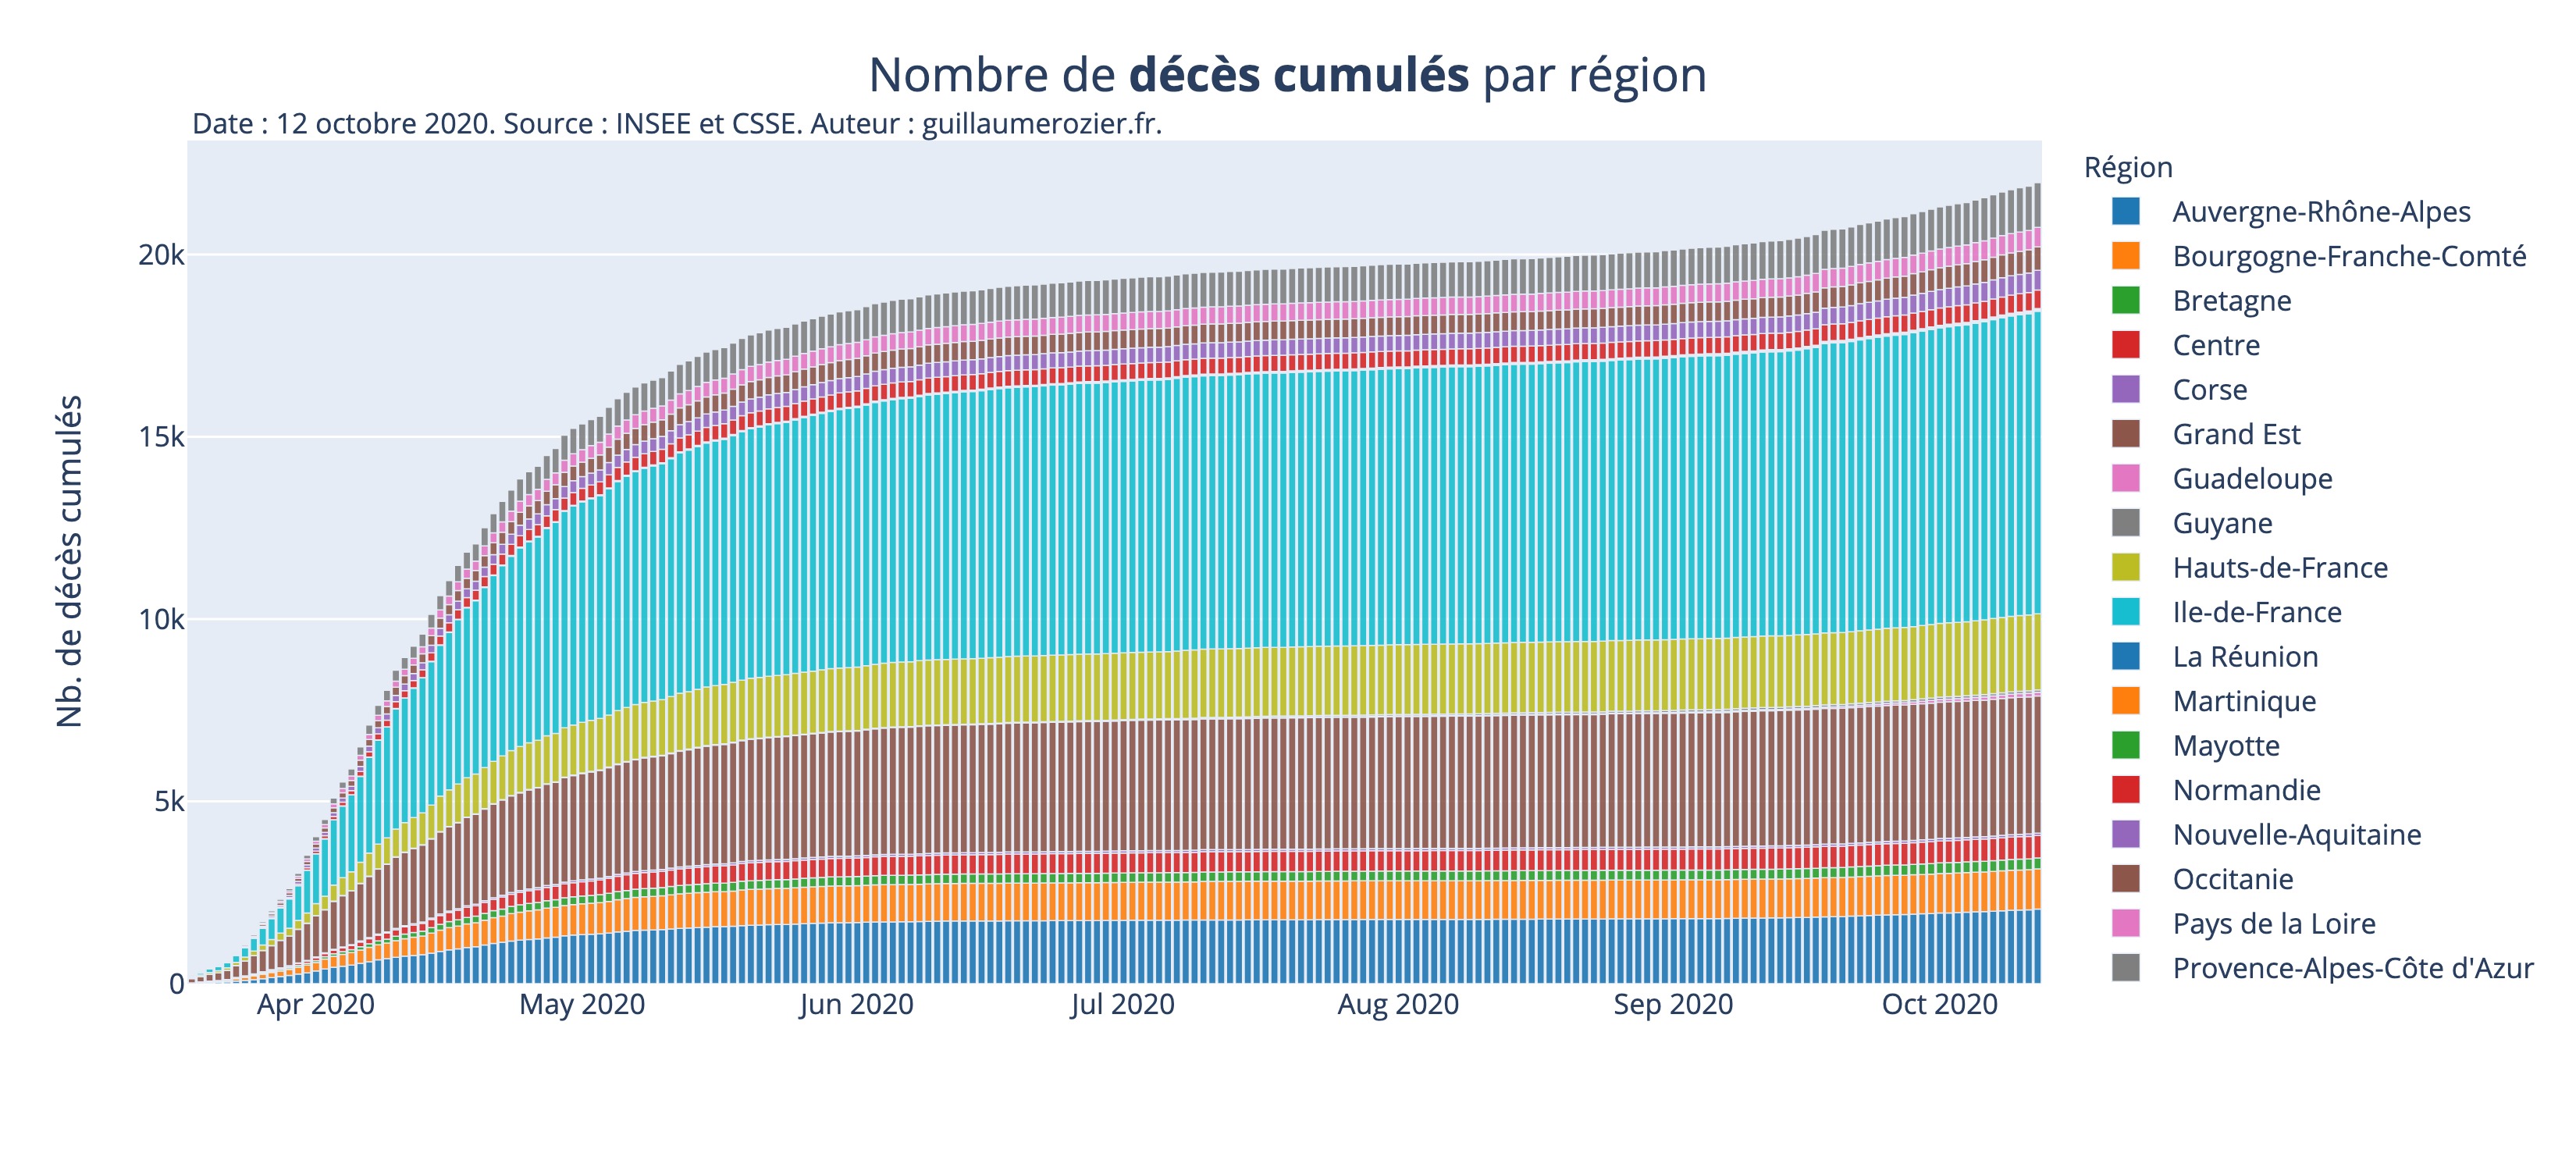 Nombre de décès cumulés par région
Date : 12 octobre 2020. Source : INSEE et CSSE. Auteur : guillaumerozier.fr.
Nb. de décès cumulés
20k
15k
10k
5k
0
Apr 2020
May 2020
Jun 2020
Jul 2020
Aug 2020
Sep 2020
Oct 2020
Région
Auvergne-Rhône-Alpes
Bourgogne-Franche-Comté
Bretagne
Centre
Corse
Grand Est
Guadeloupe
Guyane
Hauts-de-France
Ile-de-France
La Réunion
Martinique
Mayotte
Normandie
Nouvelle-Aquitaine
Occitanie
Pays de la Loire
Provence-Alpes-Côte d'Azur